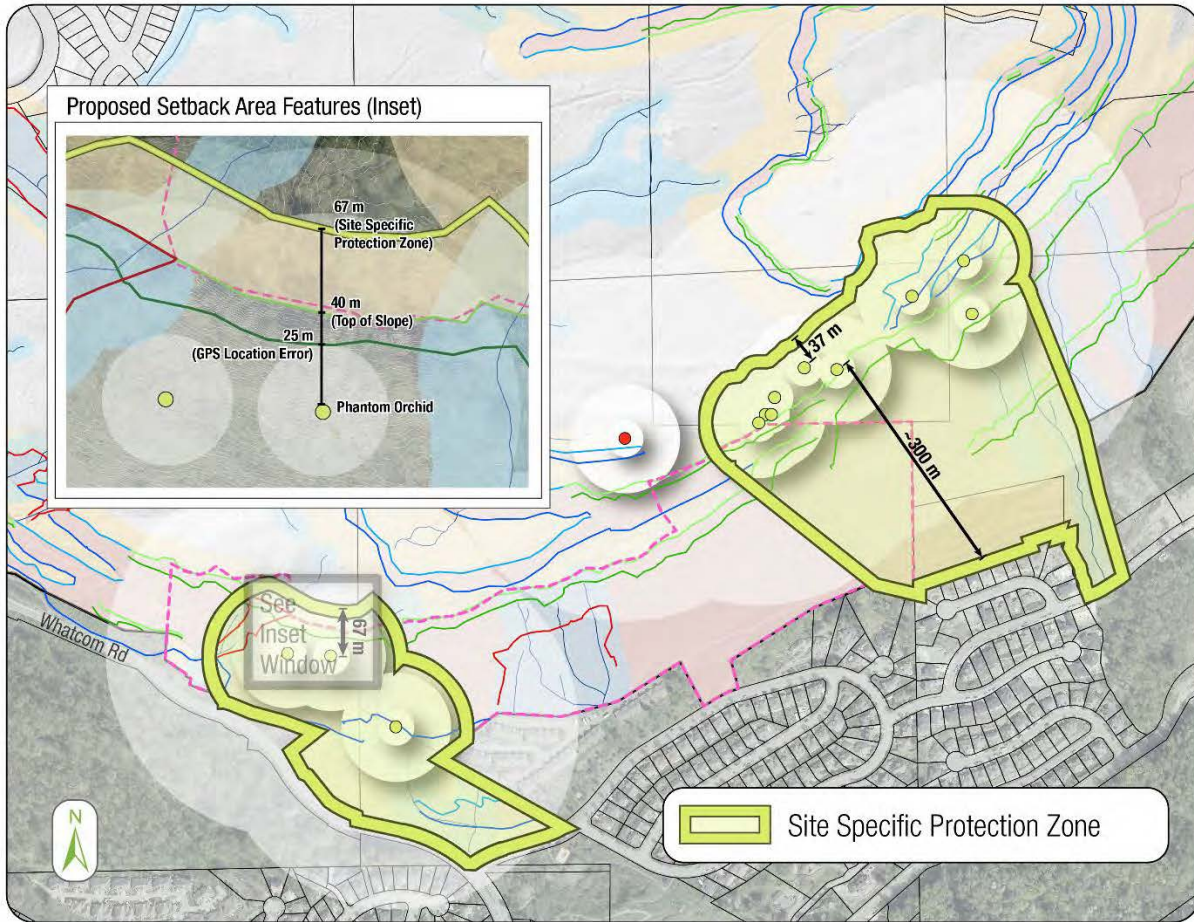 Proposed Setback Area Features (Inset)
67 m
(Site Specific
Protection Zone)
40 m
(Top of Slope)
25 m
(GPS Location Error)
Phantom Orchid
37 m
~300 m
See
Inset
Window
67 m
Whatcom Rd
N
Site Specific Protection Zone